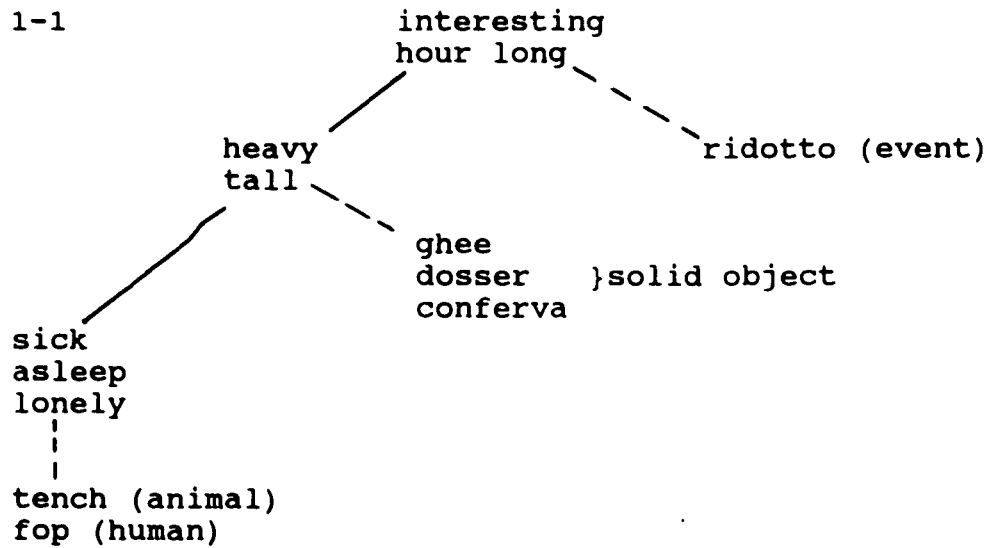 1-1
interesting
hour long
heavy
tall
ridotto (event)
ghee
dosser }solid object
conferva
sick
asleep
lonely
tench (animal)
fop (human)